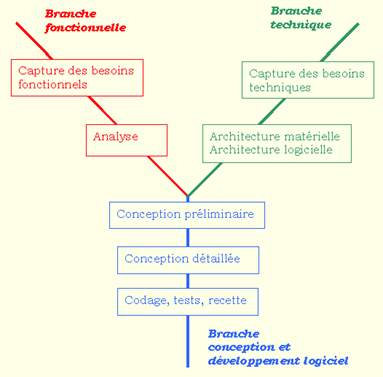 Branche
fonctionnelle
Branche
technique
Capture des besoins
fonctionnels
Capture des besoins
techniques
Analyse
Architecture matérielle
Architecture logicielle
Conception préliminaire
Conception détaillée
Codage, tests, recette
Branche
conception et
développement logiciel